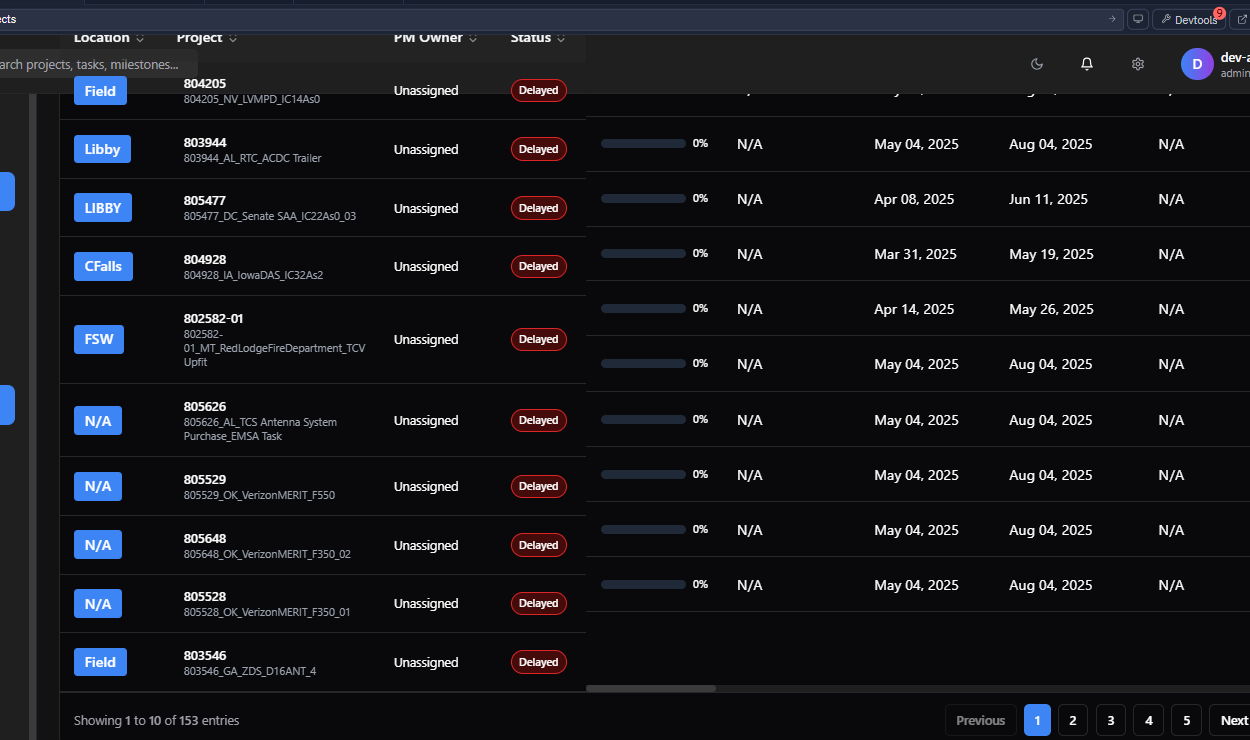 ects
Devtools
9
Location
Project
PM Owner
Status
arch projects, tasks, milestones...
D
dev-a
admin
Field
804205
804205_NV_LVMPD_IC14As0
Unassigned
Delayed
Libby
803944
803944_AL_RTC_ACDC Trailer
Unassigned
Delayed
0%
N/A
May 04, 2025
Aug 04, 2025
N/A
LIBBY
805477
805477_DC_Senate SAA_IC22As0_03
Unassigned
Delayed
0%
N/A
Apr 08, 2025
Jun 11, 2025
N/A
CFalls
804928
804928_IA_IowaDAS_IC32As2
Unassigned
Delayed
0%
N/A
Mar 31, 2025
May 19, 2025
N/A
FSW
802582-01
802582-
01_MT_RedLodgeFireDepartment_TCV
Upfit
Unassigned
Delayed
0%
N/A
Apr 14, 2025
May 26, 2025
N/A
0%
N/A
May 04, 2025
Aug 04, 2025
N/A
N/A
805626
805626_AL_TCS Antenna System
Purchase_EMSA Task
Unassigned
Delayed
0%
N/A
May 04, 2025
Aug 04, 2025
N/A
N/A
805529
805529_OK_VerizonMERIT_F550
Unassigned
Delayed
0%
N/A
May 04, 2025
Aug 04, 2025
N/A
N/A
805648
805648_OK_VerizonMERIT_F350_02
Unassigned
Delayed
0%
N/A
May 04, 2025
Aug 04, 2025
N/A
N/A
805528
805528_OK_VerizonMERIT_F350_01
Unassigned
Delayed
0%
N/A
May 04, 2025
Aug 04, 2025
N/A
Field
803546
803546_GA_ZDS_D16ANT_4
Unassigned
Delayed
Showing 1 to 10 of 153 entries
Previous
1
2
3
4
5
Next